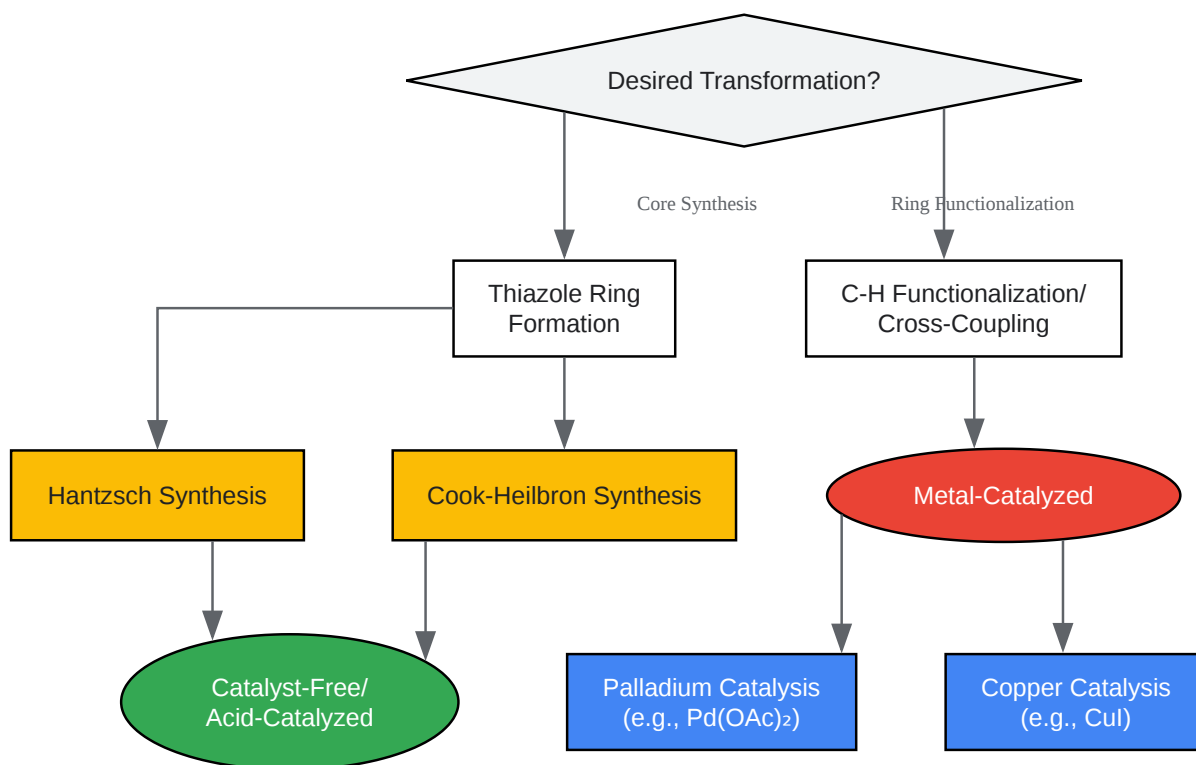 Desired Transformation?
Core Synthesis
Ring Functionalization
Thiazole Ring
Formation
C-H Functionalization/
Cross-Coupling
Hantzsch Synthesis
Cook-Heilbron Synthesis
Metal-Catalyzed
Catalyst-Free/
Acid-Catalyzed
Palladium Catalysis
(e.g., Pd(OAc)₂)
Copper Catalysis
(e.g., CuI)